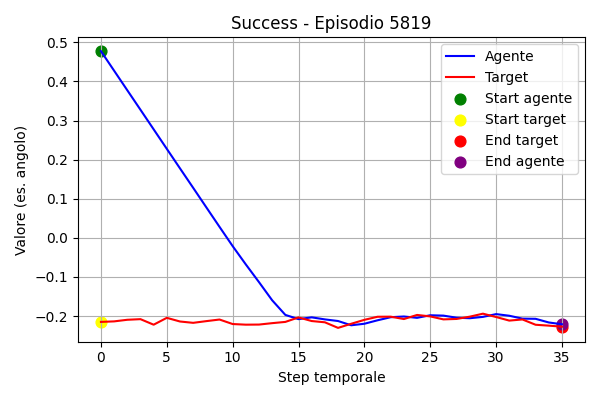 Success - Episodio 5819
Valore (es. angolo)
0.5
0.4
0.3
0.2
0.1
0.0
−0.1
−0.2
Agente
Target
Start agente
Start target
End target
End agente
0 5 10 15 20 25 30 35
Step temporale